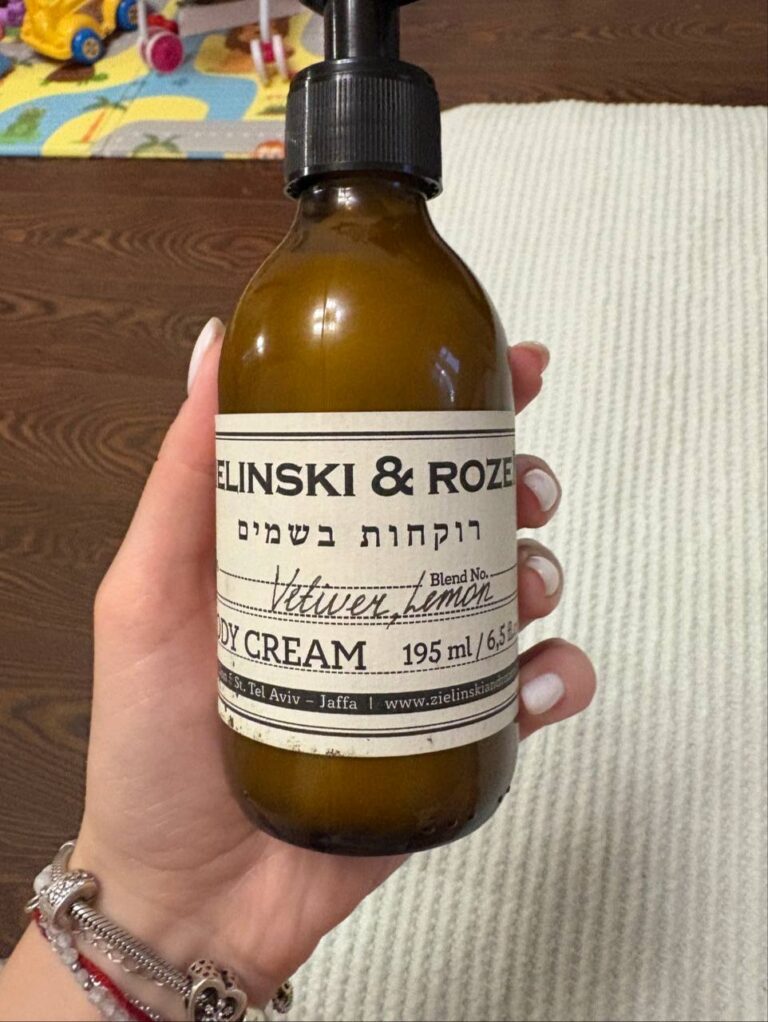 ELINSKI & ROZE
רוקחות בשמים
Blend No.
Vetiver, Lemon
ODY CREAM 195 ml / 6,5
St. Tel Aviv – Jaffa | www.zielinskiand